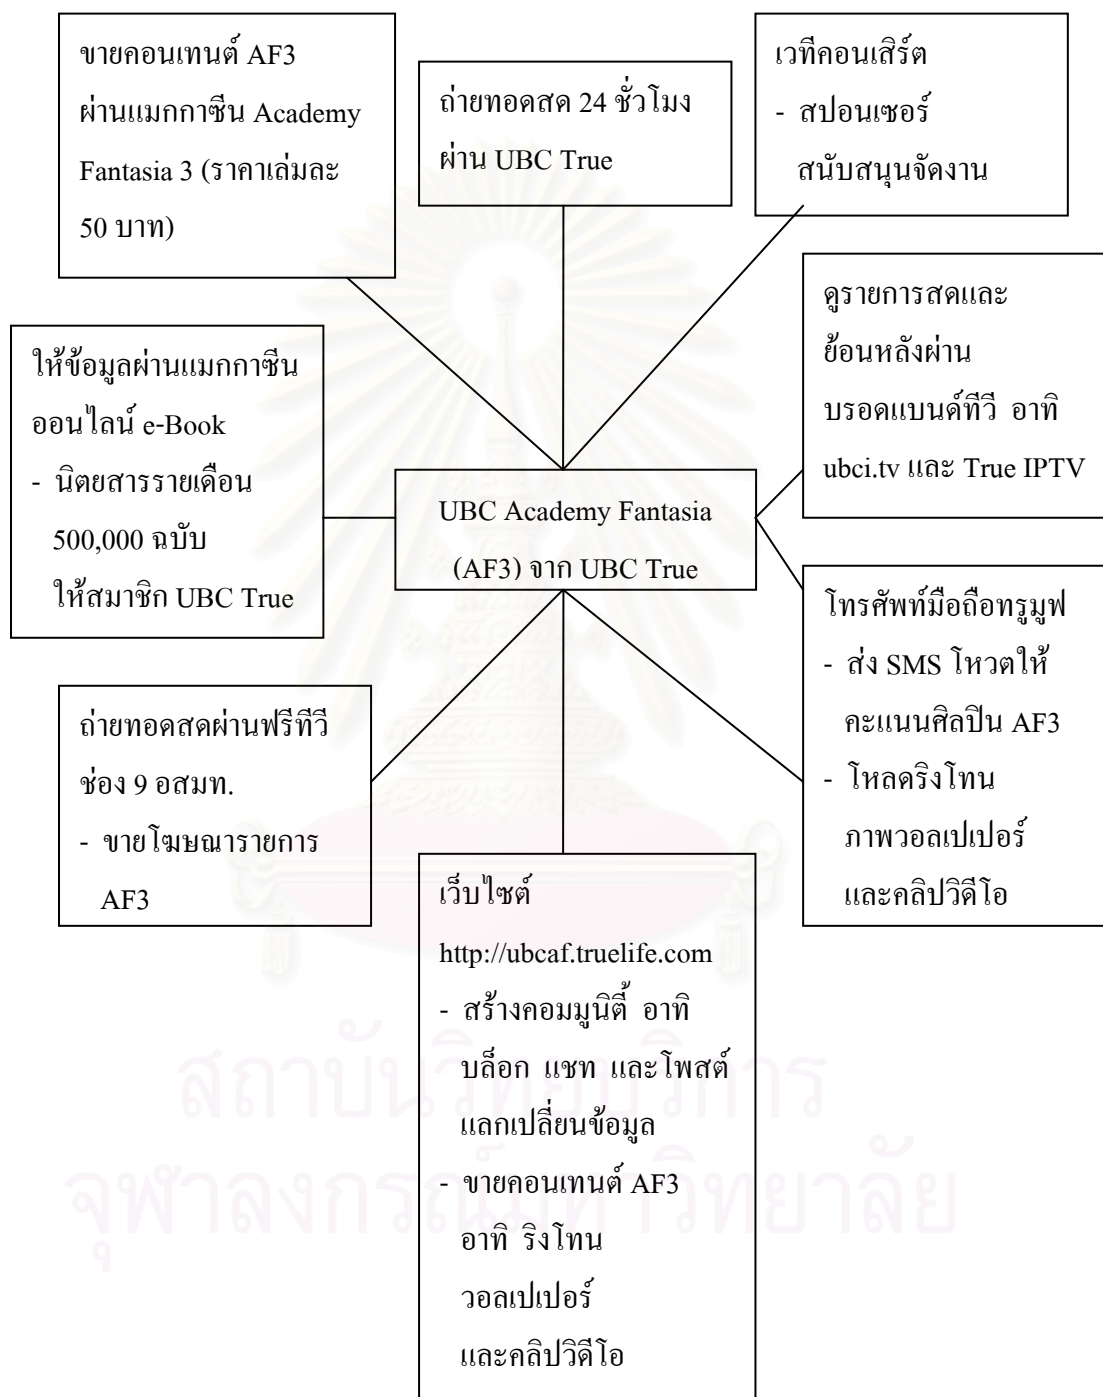 ขายคอนเทนต์ AF3
ผ่านแมกกาซีน Academy
Fantasia 3 (ราคาเล่มละ
50 บาท)
ถ่ายทอดสด 24 ชั่วโมง
ผ่าน UBC True
เวทีคอนเสิร์ต
- สปอนเซอร์
สนับสนุนจัดงาน
ดูรายการสดและ
ย้อนหลังผ่าน
บรอดแบนด์ทีวี อาทิ
ubci.tv และ True IPTV
ให้ข้อมูลผ่านแมกกาซีน
ออนไลน์ e-Book
- นิตยสารรายเดือน
500,000 ฉบับ
ให้สมาชิก UBC True
UBC Academy Fantasia
(AF3) จาก UBC True
โทรศัพท์มือถือทรูมูฟ
- ส่ง SMS โหวตให้
คะแนนศิลปิน AF3
- โหลดริงโทน
ภาพวอลเปเปอร์
และคลิปวิดีโอ
ถ่ายทอดสดผ่านฟรีทีวี
ช่อง 9 อสมท.
- ขายโฆษณารายการ
AF3
เว็บไซต์
http://ubcaf.truelife.com
- สร้างคอมมูนิตี้ อาทิ
บล็อก แชท และโพสต์
แลกเปลี่ยนข้อมูล
- ขายคอนเทนต์ AF3
อาทิ ริงโทน
วอลเปเปอร์
และคลิปวิดีโอ
สถาบันวิทยบริการ
จุฬาลงกรณ์มหาวิทยาลัย